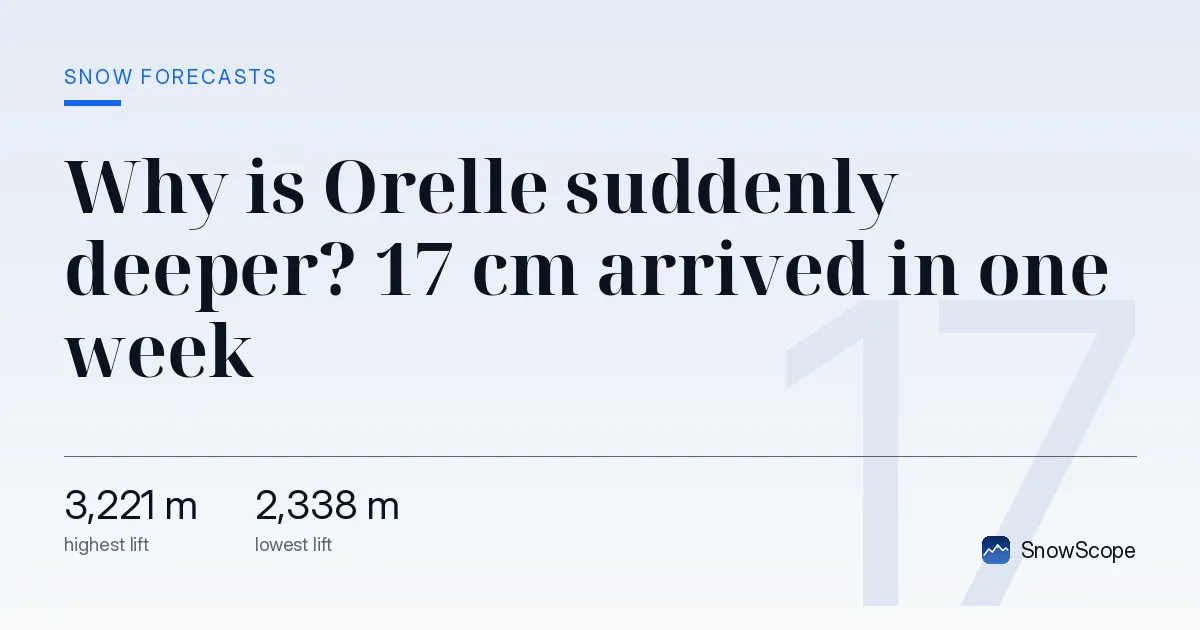 SNOW FORECASTS
Why is Orelle suddenly
deeper? 17 cm arrived in one
week
17
3,221 m
highest lift
2,338 m
lowest lift
SnowScope